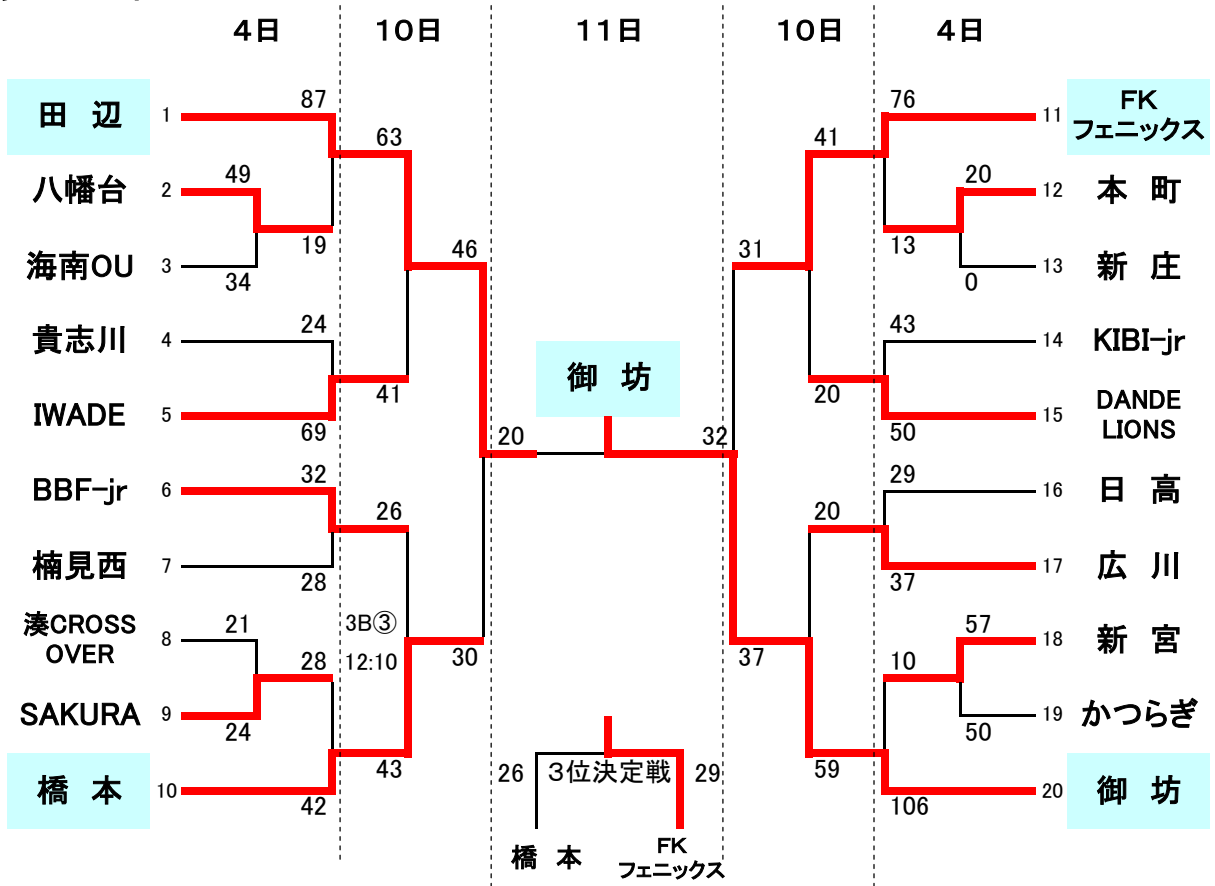 4日 10日 11日 10日 4日
田 辺 1 87
63
八幡台 2 49
19
海南OU 3 34
46
貴志川 4 24
41
IWADE 5 69
20
BBF-jr 6 32
26
楠見西 7 28
湊CROSS
OVER 8 21
3B③
12:10
30
28
SAKURA 9 24
43
橋 本 10 42
御 坊
32
3位決定戦
26 29
橋 本
FK
フェニックス
76 11 FK
フェニックス
41
20 12 本 町
13
0 13 新 庄
31
43 14 KIBI-jr
20
50 15 DANDE
LIONS
29 16 日 高
20
37 17 広 川
37
57 18 新 宮
10
50 19 かつらぎ
59
106 20 御 坊